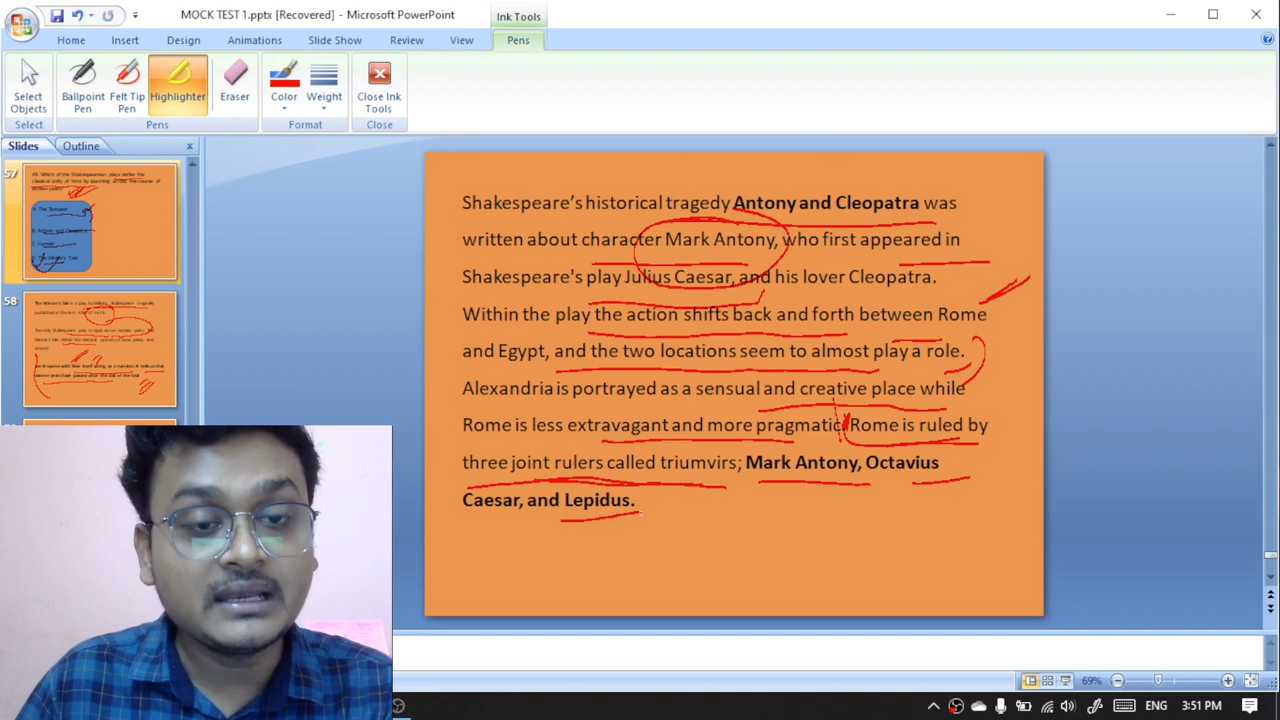 MOCK TEST 1.pptx [Recovered] - Microsoft PowerPoint
Ink Tools
Home Insert Design Animations Slide Show Review View Pens
Select Objects
Ballpoint Pen
Felt Tip Pen
Highlighter
Eraser
Color
Weight
Close Ink Tools
Select Pens Format Close
Slides Outline
57
58
Shakespeare's historical tragedy Antony and Cleopatra was
written about character Mark Antony, who first appeared in
Shakespeare's play Julius Caesar, and his lover Cleopatra.
Within the play the action shifts back and forth between Rome
and Egypt, and the two locations seem to almost play a role.
Alexandria is portrayed as a sensual and creative place while
Rome is less extravagant and more pragmatic. Rome is ruled by
three joint rulers called triumvirs; Mark Antony, Octavius
Caesar, and Lepidus.
69%
ENG 3:51 PM